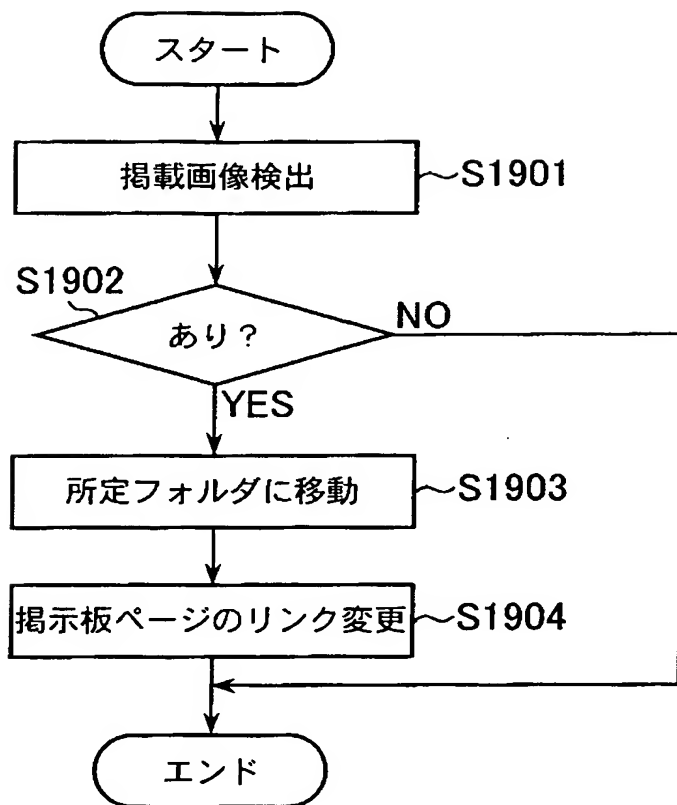 スタート
掲載画像検出
S1901
S1902
あり？
NO
YES
所定フォルダに移動
S1903
掲示板ページのリンク変更
S1904
エンド